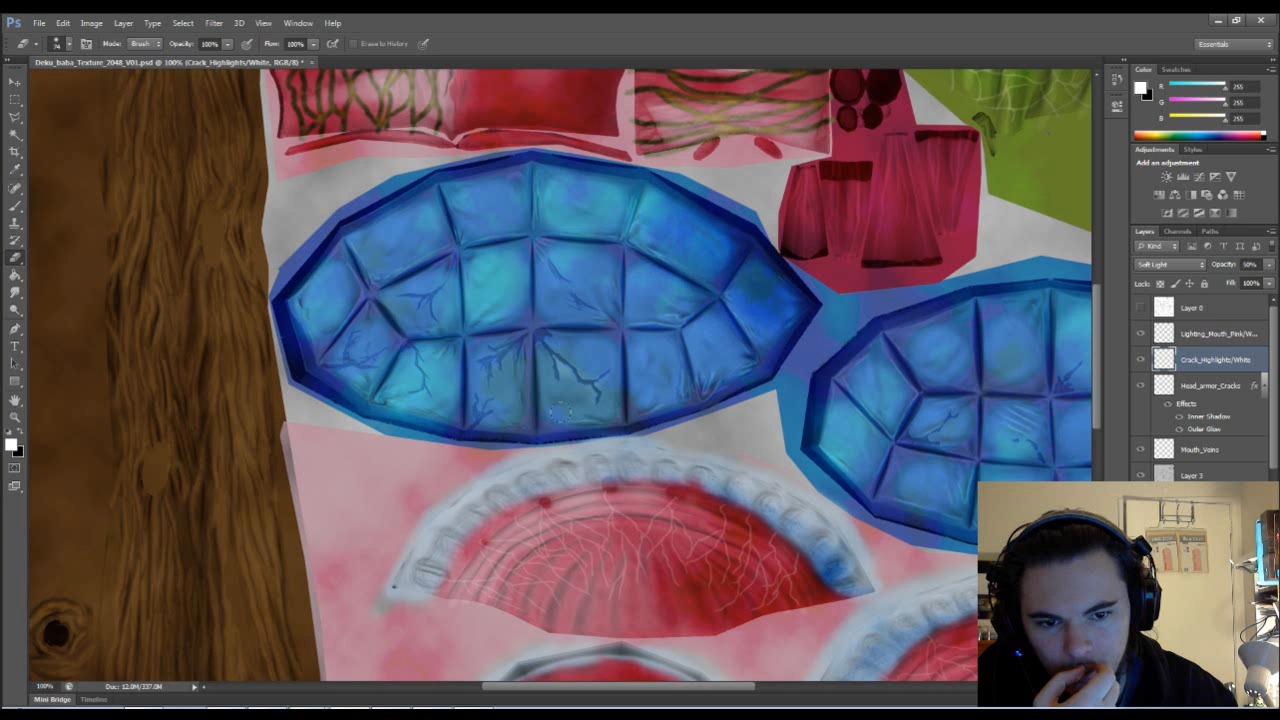 Ps File Edit Image Layer Type Select Filter 3D View Window Help
74 Mode: Brush Opacity: 100% Flow: 100% Erase to History Essentials
Deku_baba_Texture_2048_V01.psd @ 100% (Crack_Highlights/White, RGB/8) *
Color Swatches
R 255
G 255
B 255
Adjustments Styles
Add an adjustment
Layers Channels Paths
Kind
Soft Light Opacity: 50%
Lock: Fill: 100%
Layer 0
Lighting_Mouth_Pink/W...
Crack_Highlights/White
Head_armor_Cracks fx
Effects
Inner Shadow
Outer Glow
Mouth_Veins
Layer 3
100% Doc: 12.0M/337.0M
Mini Bridge Timeline